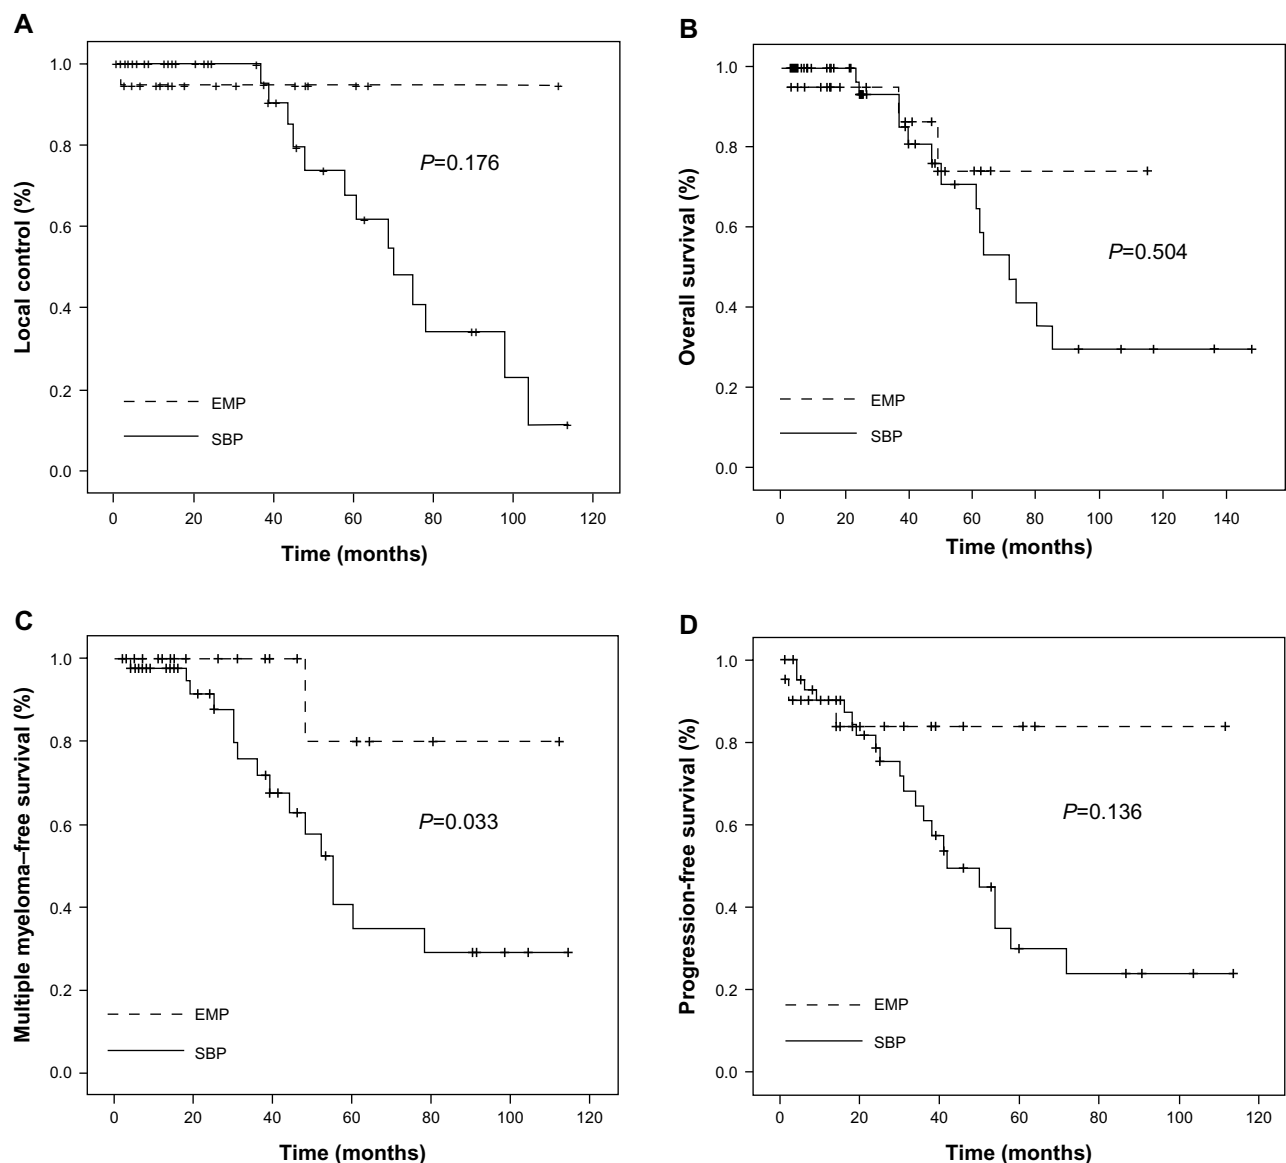 A
Local control (%)
1.0
0.8
0.6
0.4
0.2
0.0
P=0.176
EMP
SBP
0 20 40 60 80 100 120
Time (months)
B
Overall survival (%)
1.0
0.8
0.6
0.4
0.2
0.0
P=0.504
EMP
SBP
0 20 40 60 80 100 120 140
Time (months)
C
Multiple myeloma–free survival (%)
1.0
0.8
0.6
0.4
0.2
0.0
P=0.033
EMP
SBP
0 20 40 60 80 100 120
Time (months)
D
Progression-free survival (%)
1.0
0.8
0.6
0.4
0.2
0.0
P=0.136
EMP
SBP
0 20 40 60 80 100 120
Time (months)